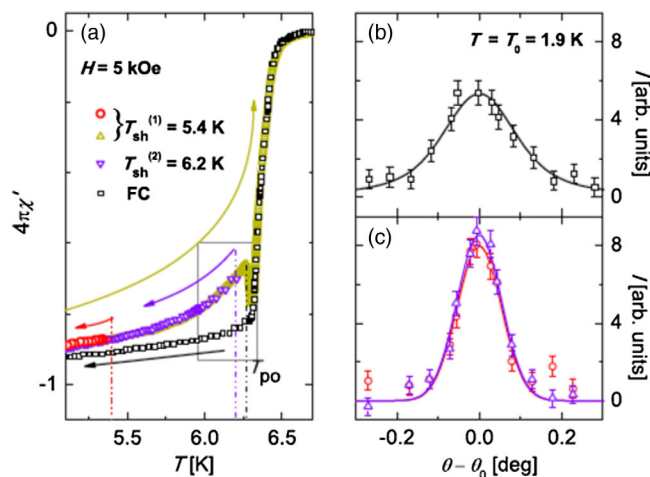 (a)
H = 5 kOe
T_sh^(1) = 5.4 K
T_sh^(2) = 6.2 K
FC
T_po
0
-1
4πχ′
5.5 6.0 6.5
T [K]
(b)
T = T_0 = 1.9 K
8
4
0
I [arb. units]
(c)
8
4
0
I [arb. units]
-0.2 0.0 0.2
θ – θ_0 [deg]